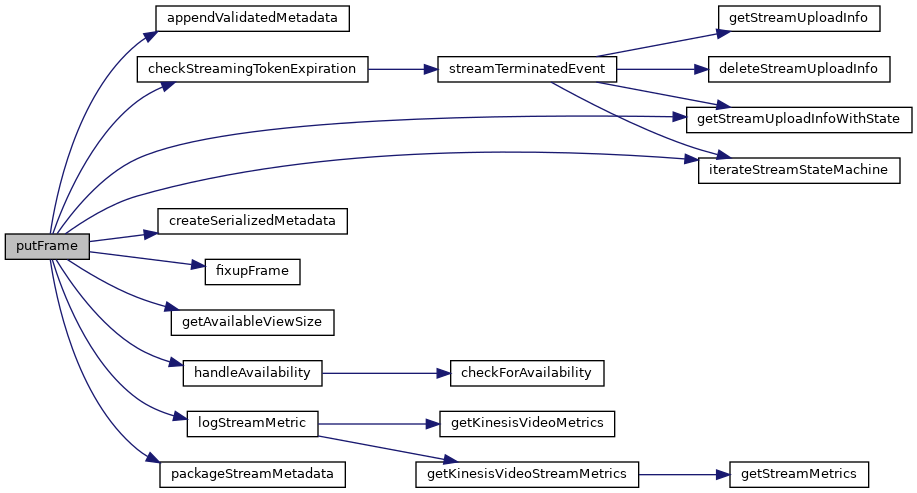 appendValidatedMetadata
getStreamUploadInfo
checkStreamingTokenExpiration
streamTerminatedEvent
deleteStreamUploadInfo
getStreamUploadInfoWithState
iterateStreamStateMachine
createSerializedMetadata
putFrame
fixupFrame
getAvailableViewSize
handleAvailability
checkForAvailability
logStreamMetric
getKinesisVideoMetrics
packageStreamMetadata
getKinesisVideoStreamMetrics
getStreamMetrics